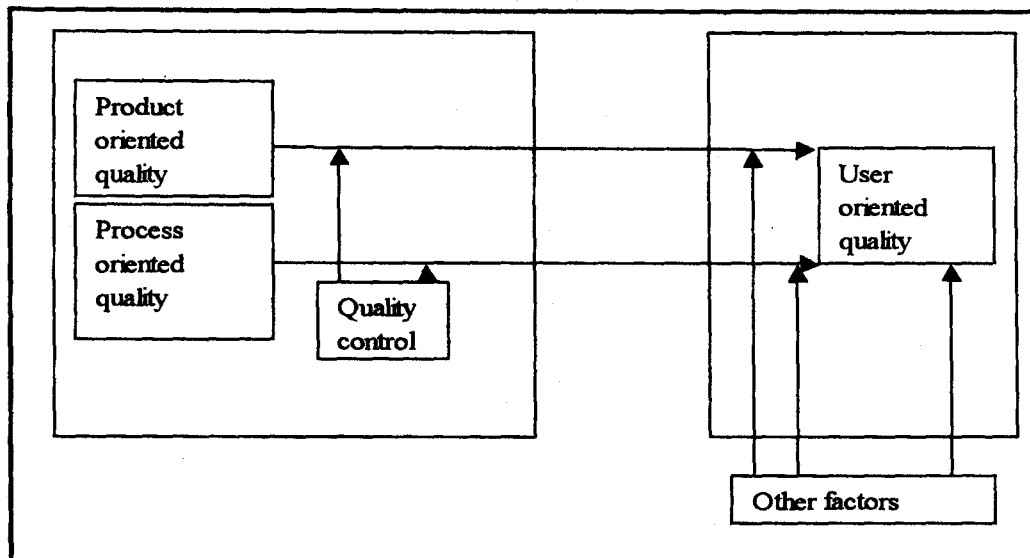 Product
oriented
quality
Process
oriented
quality
Quality
control
User
oriented
quality
Other factors